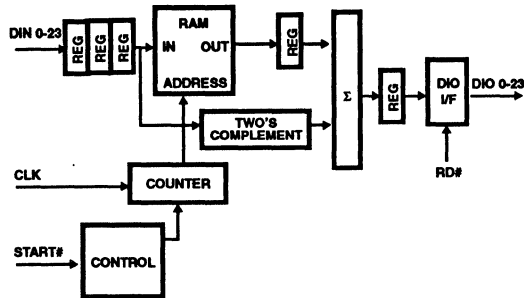 DIN 0-23
REG
REG
REG
RAM
IN OUT
ADDRESS
REG
TWO'S
COMPLEMENT
Σ
REG
DIO
I/F
DIO 0-23
RD#
CLK
COUNTER
START#
CONTROL